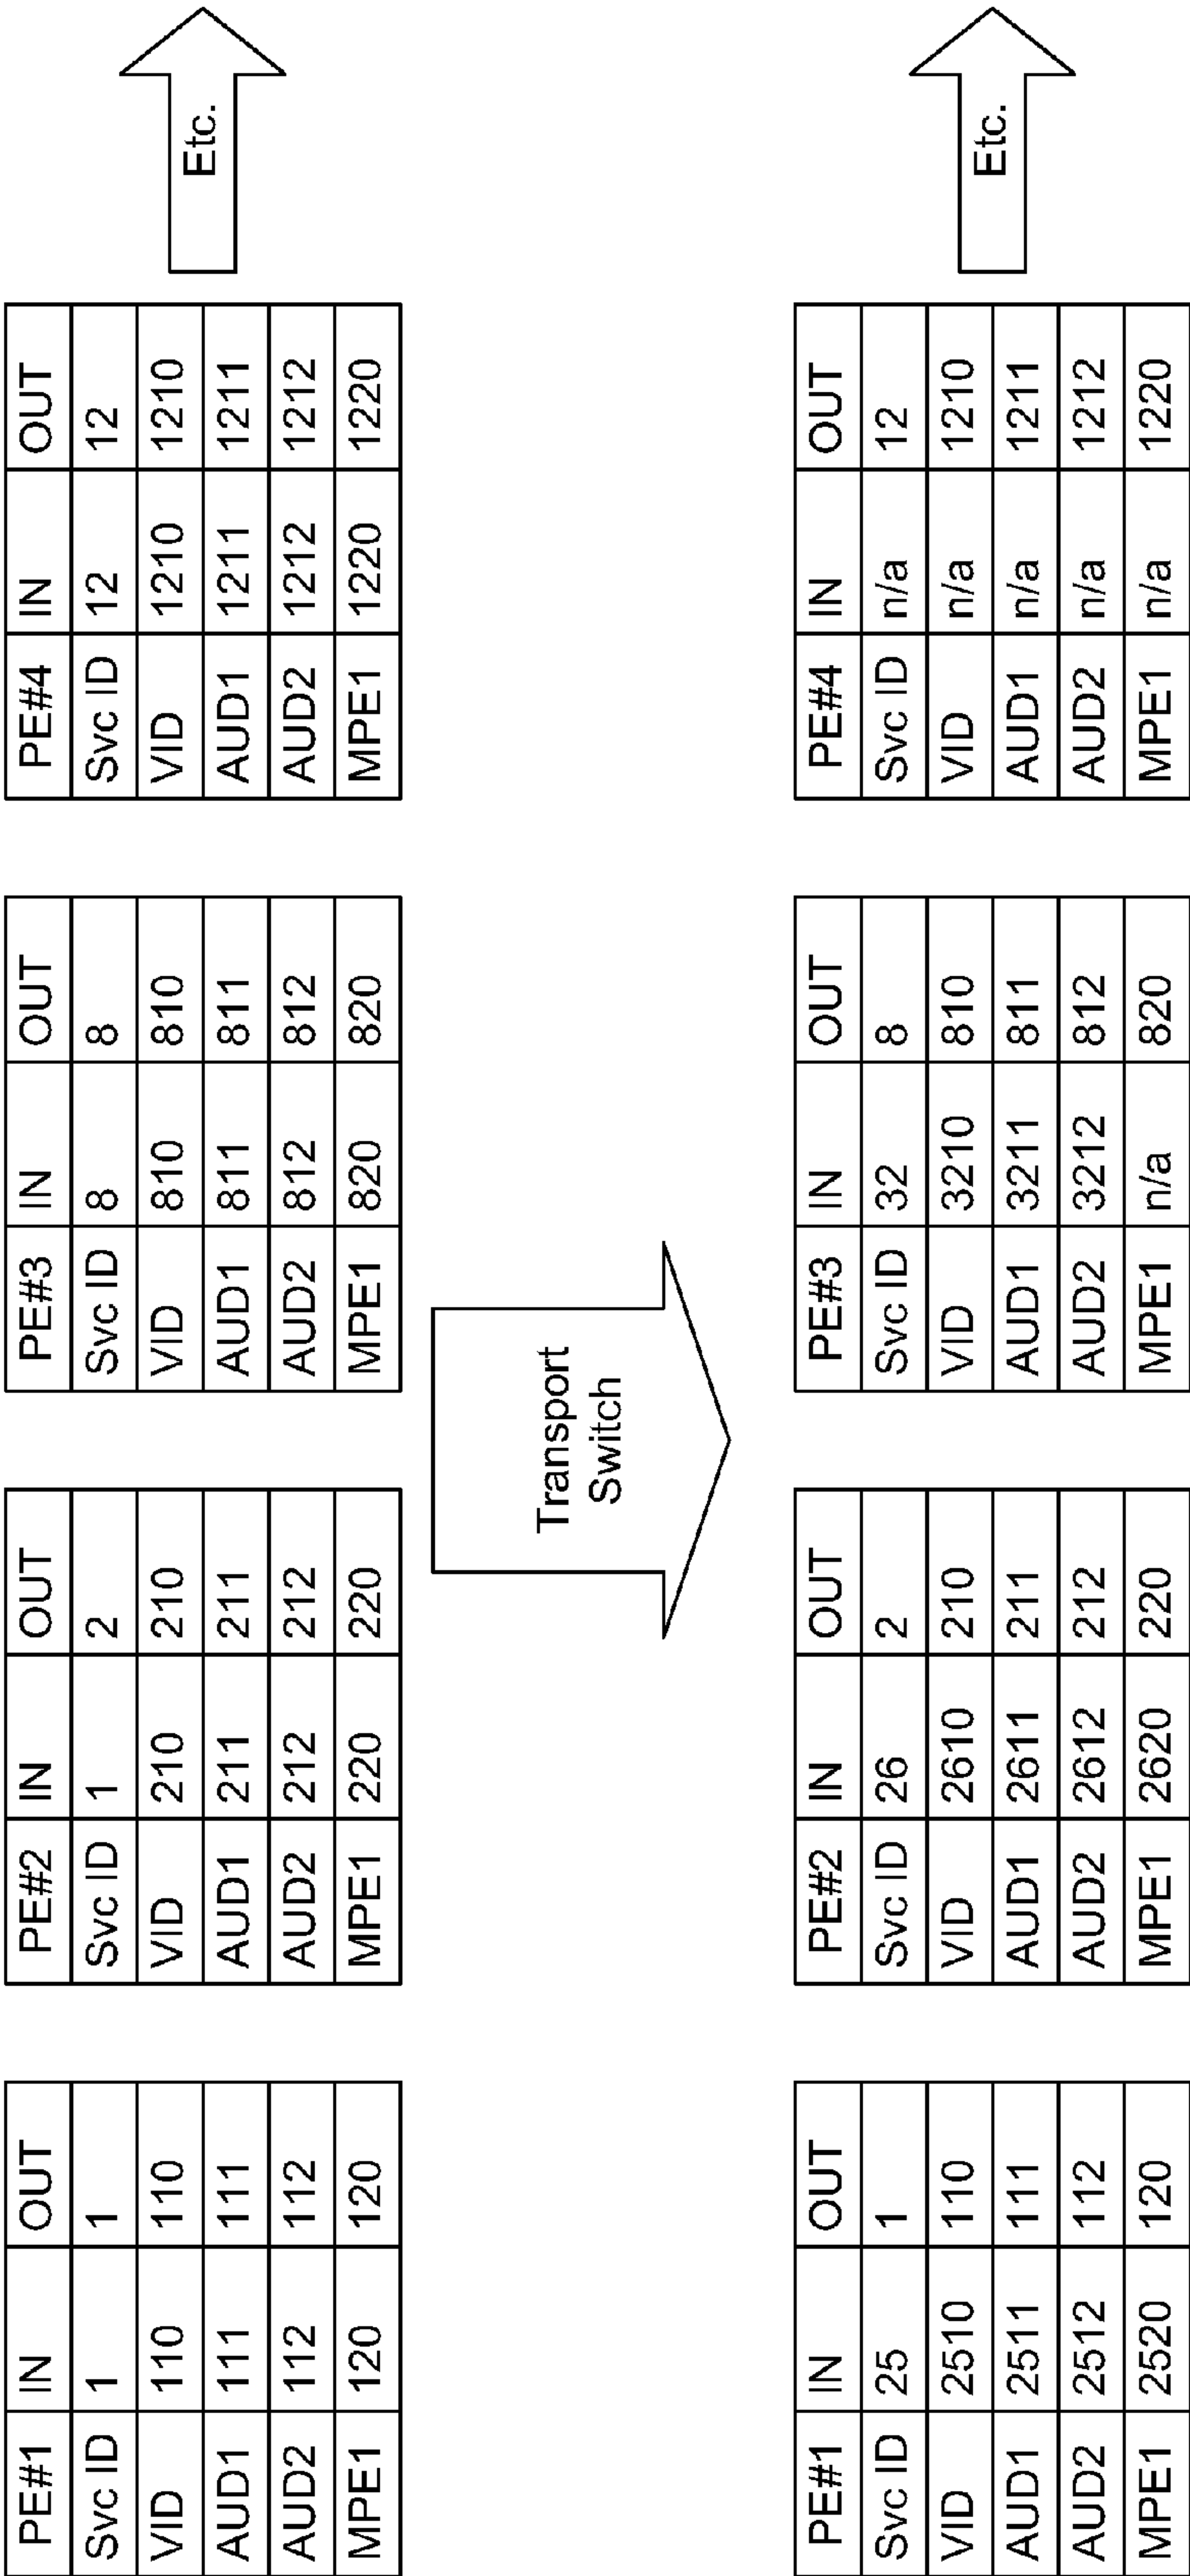 PE#1 IN OUT
Svc ID 1 1
VID 110 110
AUD1 111 111
AUD2 112 112
MPE1 120 120
PE#2 IN OUT
Svc ID 1 2
VID 210 210
AUD1 211 211
AUD2 212 212
MPE1 220 220
PE#3 IN OUT
Svc ID 8 8
VID 810 810
AUD1 811 811
AUD2 812 812
MPE1 820 820
PE#4 IN OUT
Svc ID 12 12
VID 1210 1210
AUD1 1211 1211
AUD2 1212 1212
MPE1 1220 1220
Etc.
Transport
Switch
PE#1 IN OUT
Svc ID 25 1
VID 2510 110
AUD1 2511 111
AUD2 2512 112
MPE1 2520 120
PE#2 IN OUT
Svc ID 26 2
VID 2610 210
AUD1 2611 211
AUD2 2612 212
MPE1 2620 220
PE#3 IN OUT
Svc ID 32 8
VID 3210 810
AUD1 3211 811
AUD2 3212 812
MPE1 n/a 820
PE#4 IN OUT
Svc ID n/a 12
VID n/a 1210
AUD1 n/a 1211
AUD2 n/a 1212
MPE1 n/a 1220
Etc.